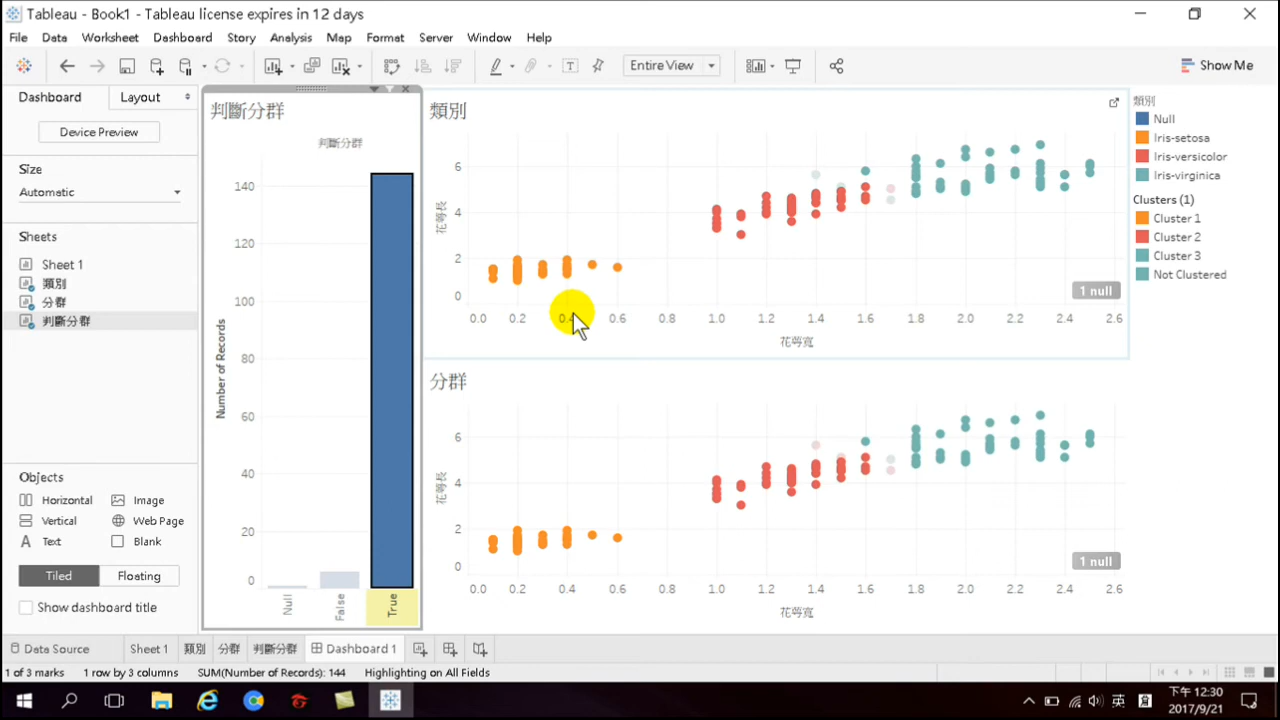 Tableau - Book1 - Tableau license expires in 12 days
File Data Worksheet Dashboard Story Analysis Map Format Server Window Help
Entire View
Show Me
Dashboard Layout
Device Preview
Size
Automatic
Sheets
Sheet 1
類別
分群
判斷分群
Objects
Horizontal Image
Vertical Web Page
Text Blank
Tiled Floating
Show dashboard title
判斷分群
判斷分群
Number of Records
140
120
100
80
60
40
20
0
Null False True
類別
花萼長
6
4
2
0
0.0 0.2 0.4 0.6 0.8 1.0 1.2 1.4 1.6 1.8 2.0 2.2 2.4 2.6
花萼寬
1 null
分群
花萼長
6
4
2
0
0.0 0.2 0.4 0.6 0.8 1.0 1.2 1.4 1.6 1.8 2.0 2.2 2.4 2.6
花萼寬
1 null
類別
Null
Iris-setosa
Iris-versicolor
Iris-virginica
Clusters (1)
Cluster 1
Cluster 2
Cluster 3
Not Clustered
Data Source Sheet 1 類別 分群 判斷分群 Dashboard 1
1 of 3 marks 1 row by 3 columns SUM(Number of Records): 144 Highlighting on All Fields
英
下午 12:30
2017/9/21